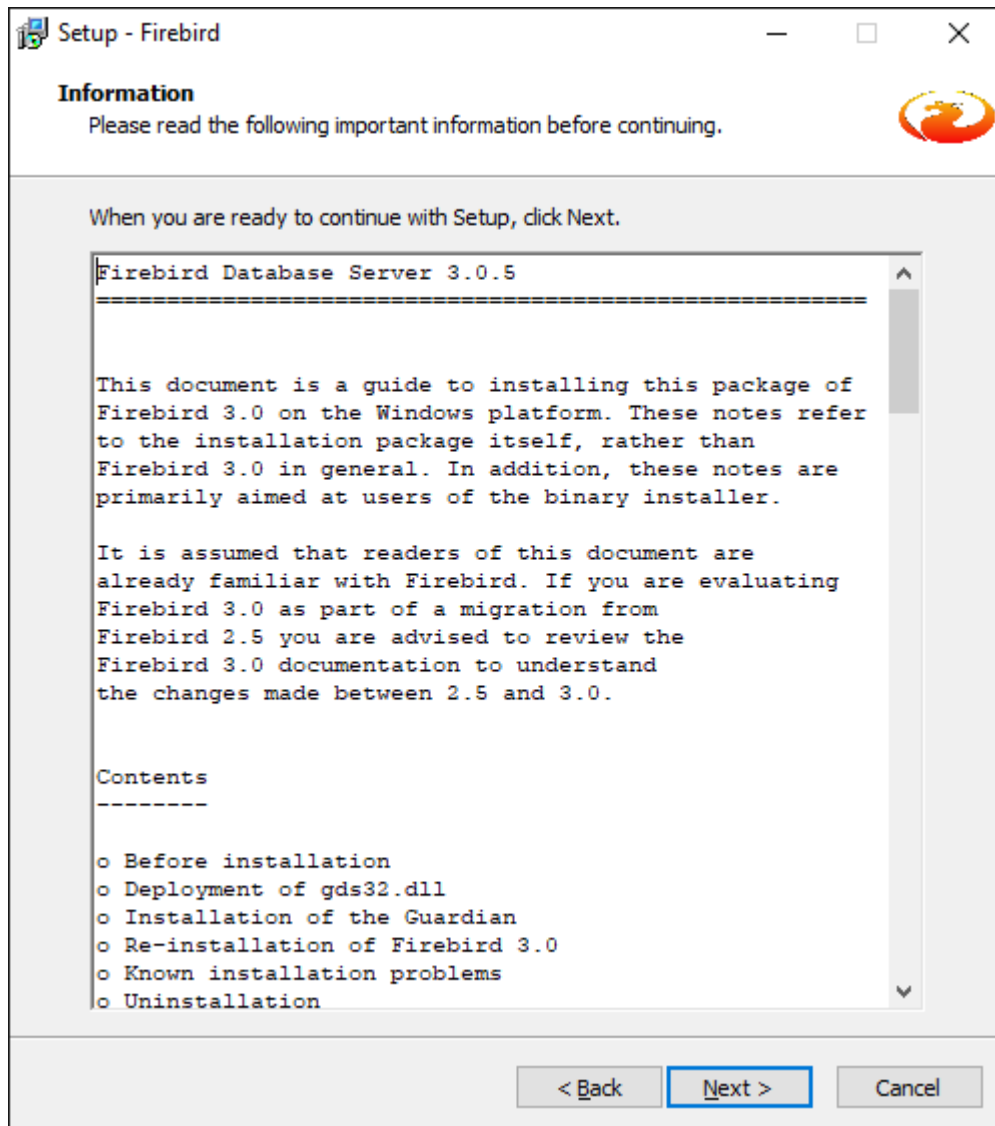 Setup - Firebird
Information
Please read the following important information before continuing.
When you are ready to continue with Setup, click Next.
Firebird Database Server 3.0.5
=======================================================
This document is a guide to installing this package of
Firebird 3.0 on the Windows platform. These notes refer
to the installation package itself, rather than
Firebird 3.0 in general. In addition, these notes are
primarily aimed at users of the binary installer.
It is assumed that readers of this document are
already familiar with Firebird. If you are evaluating
Firebird 3.0 as part of a migration from
Firebird 2.5 you are advised to review the
Firebird 3.0 documentation to understand
the changes made between 2.5 and 3.0.
Contents
--------
o Before installation
o Deployment of gds32.dll
o Installation of the Guardian
o Re-installation of Firebird 3.0
o Known installation problems
o Uninstallation
< Back Next > Cancel